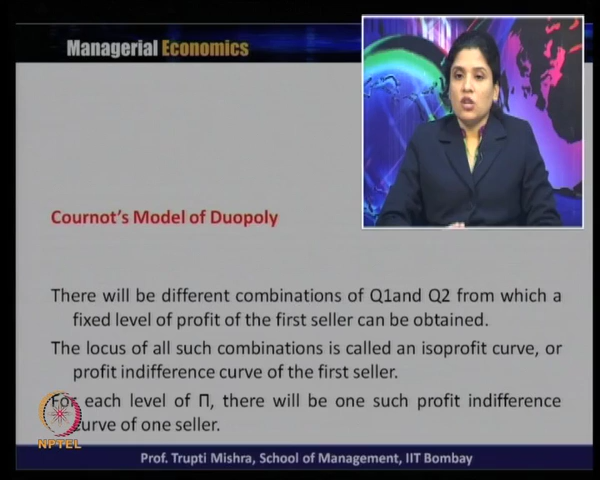 Managerial Economics
Cournot's Model of Duopoly
There will be different combinations of Q1and Q2 from which a
fixed level of profit of the first seller can be obtained.
The locus of all such combinations is called an isoprofit curve, or
profit indifference curve of the first seller.
For each level of Π, there will be one such profit indifference
curve of one seller.
NPTEL
Prof. Trupti Mishra, School of Management, IIT Bombay